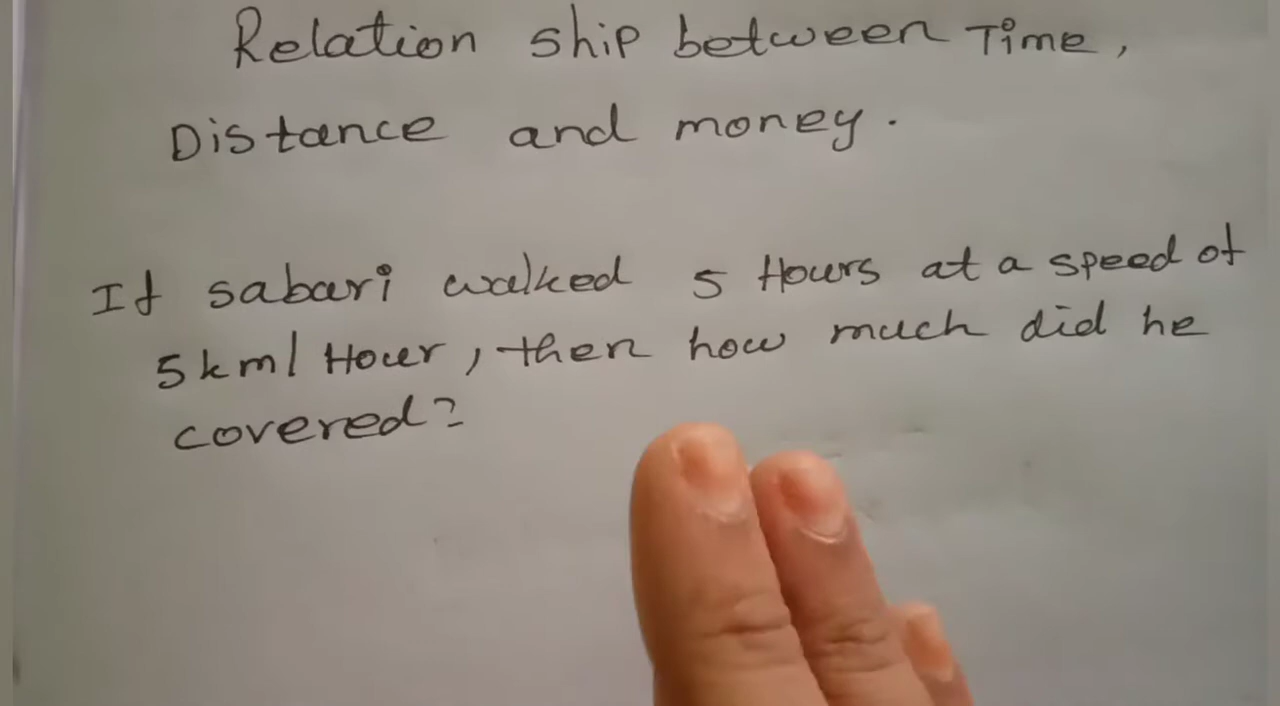 Relation ship between Time,
Distance and money.
If sabari walked 5 Hours at a speed of
5km/Hour, then how much did he
covered?